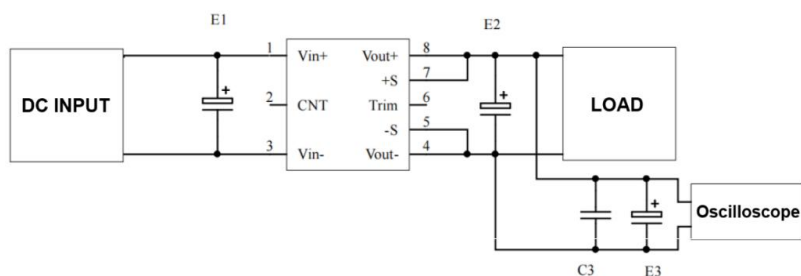 E1
E2
DC INPUT
1 Vin+ Vout+ 8
+S 7
2 CNT Trim 6
-S 5
3 Vin- Vout- 4
+
+
LOAD
+
Oscilloscope
C3
E3